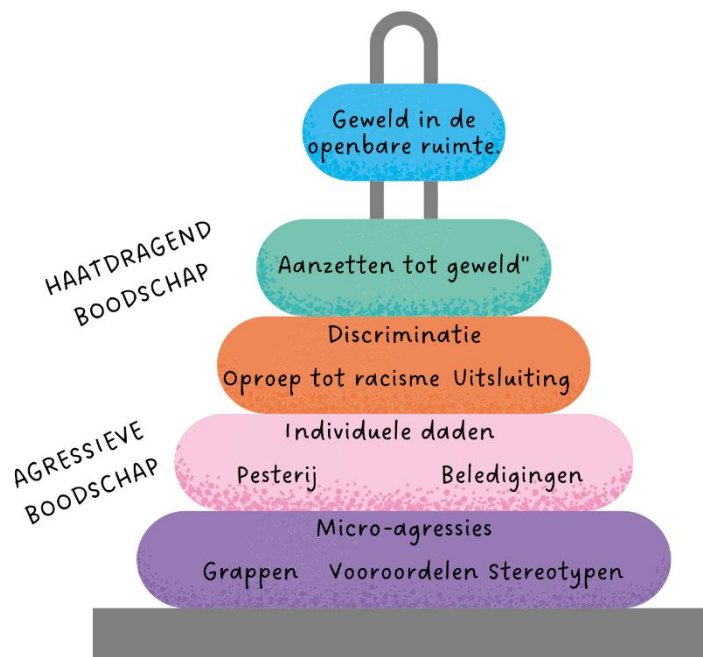 Geweld in de
openbare ruimte.
HAATDRAGEND
BOODSCHAP
Aanzetten tot geweld"
Discriminatie
Oproep tot racisme Uitsluiting
AGRESSIEVE
BOODSCHAP
Individuele daden
Pesterij Beledigingen
Micro-agressies
Grappen Vooroordelen Stereotypen